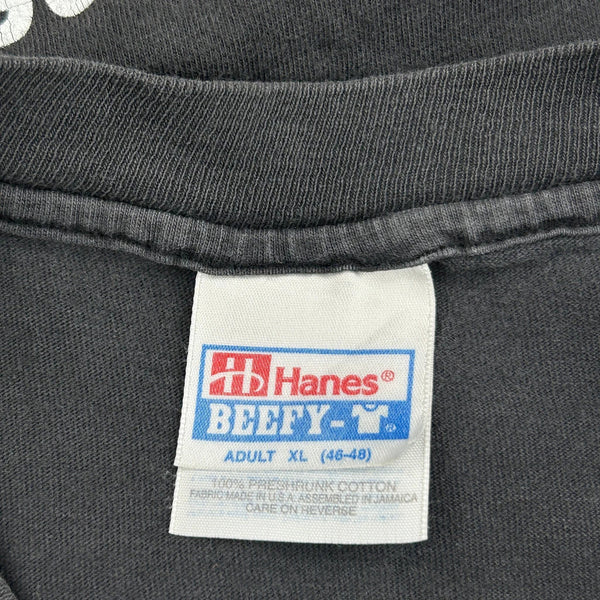 Hanes®
BEEFY-T®
ADULT XL (46-48)
100% PRESHRUNK COTTON
FABRIC MADE IN U.S.A. ASSEMBLED IN JAMAICA
CARE ON REVERSE